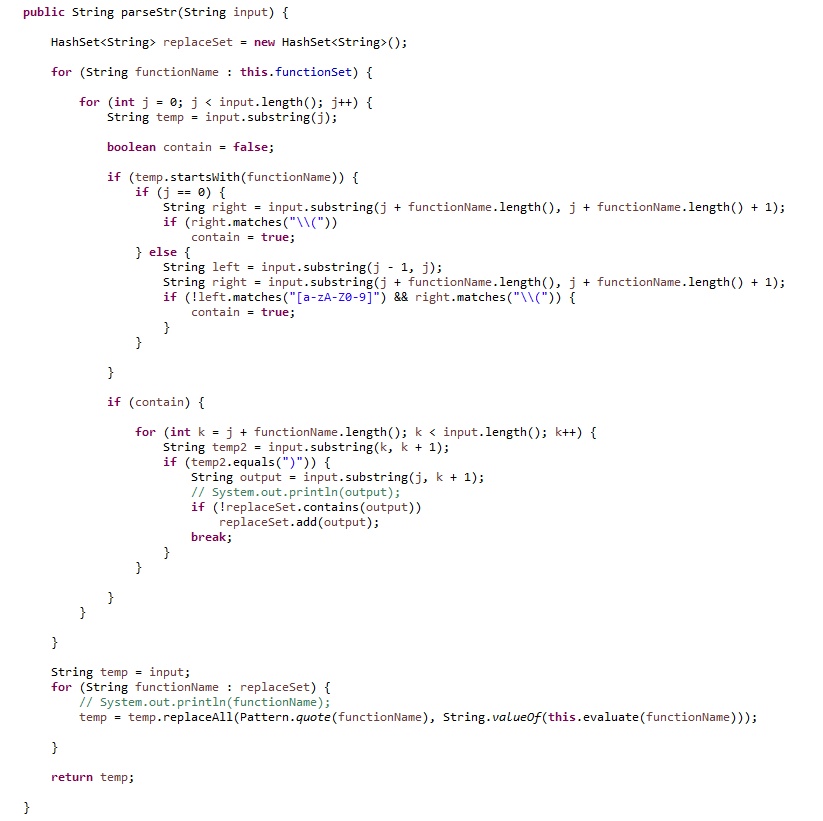 public String parseStr(String input) {
HashSet<String> replaceSet = new HashSet<String>();
for (String functionName : this.functionSet) {
for (int j = 0; j < input.length(); j++) {
String temp = input.substring(j);
boolean contain = false;
if (temp.startsWith(functionName)) {
if (j == 0) {
String right = input.substring(j + functionName.length(), j + functionName.length() + 1);
if (right.matches("\\("))
contain = true;
} else {
String left = input.substring(j - 1, j);
String right = input.substring(j + functionName.length(), j + functionName.length() + 1);
if (!left.matches("[a-zA-Z0-9]") && right.matches("\\(")) {
contain = true;
}
}
}
if (contain) {
for (int k = j + functionName.length(); k < input.length(); k++) {
String temp2 = input.substring(k, k + 1);
if (temp2.equals(")")) {
String output = input.substring(j, k + 1);
// System.out.println(output);
if (!replaceSet.contains(output))
replaceSet.add(output);
break;
}
}
}
}
}
String temp = input;
for (String functionName : replaceSet) {
// System.out.println(functionName);
temp = temp.replaceAll(Pattern.quote(functionName), String.valueOf(this.evaluate(functionName)));
}
return temp;
}